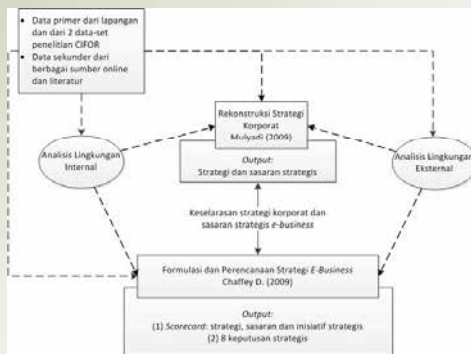 • Data primer dari lapangan
dan dari 2 data-set
penelitian CIFOR
• Data sekunder dari
berbagai sumber online
dan literatur
Rekonstruksi Strategi
Korporat
Mulyadi (2009)
Output:
Strategi dan sasaran strategis
Analisis Lingkungan
Internal
Analisis Lingkungan
Eksternal
Keselarasan strategi korporat dan
sasaran strategis e-business
Formulasi dan Perencanaan Strategi E-Business
Chaffey D. (2009)
Output:
(1) Scorecard: strategi, sasaran dan inisiatif strategis
(2) 8 keputusan strategis